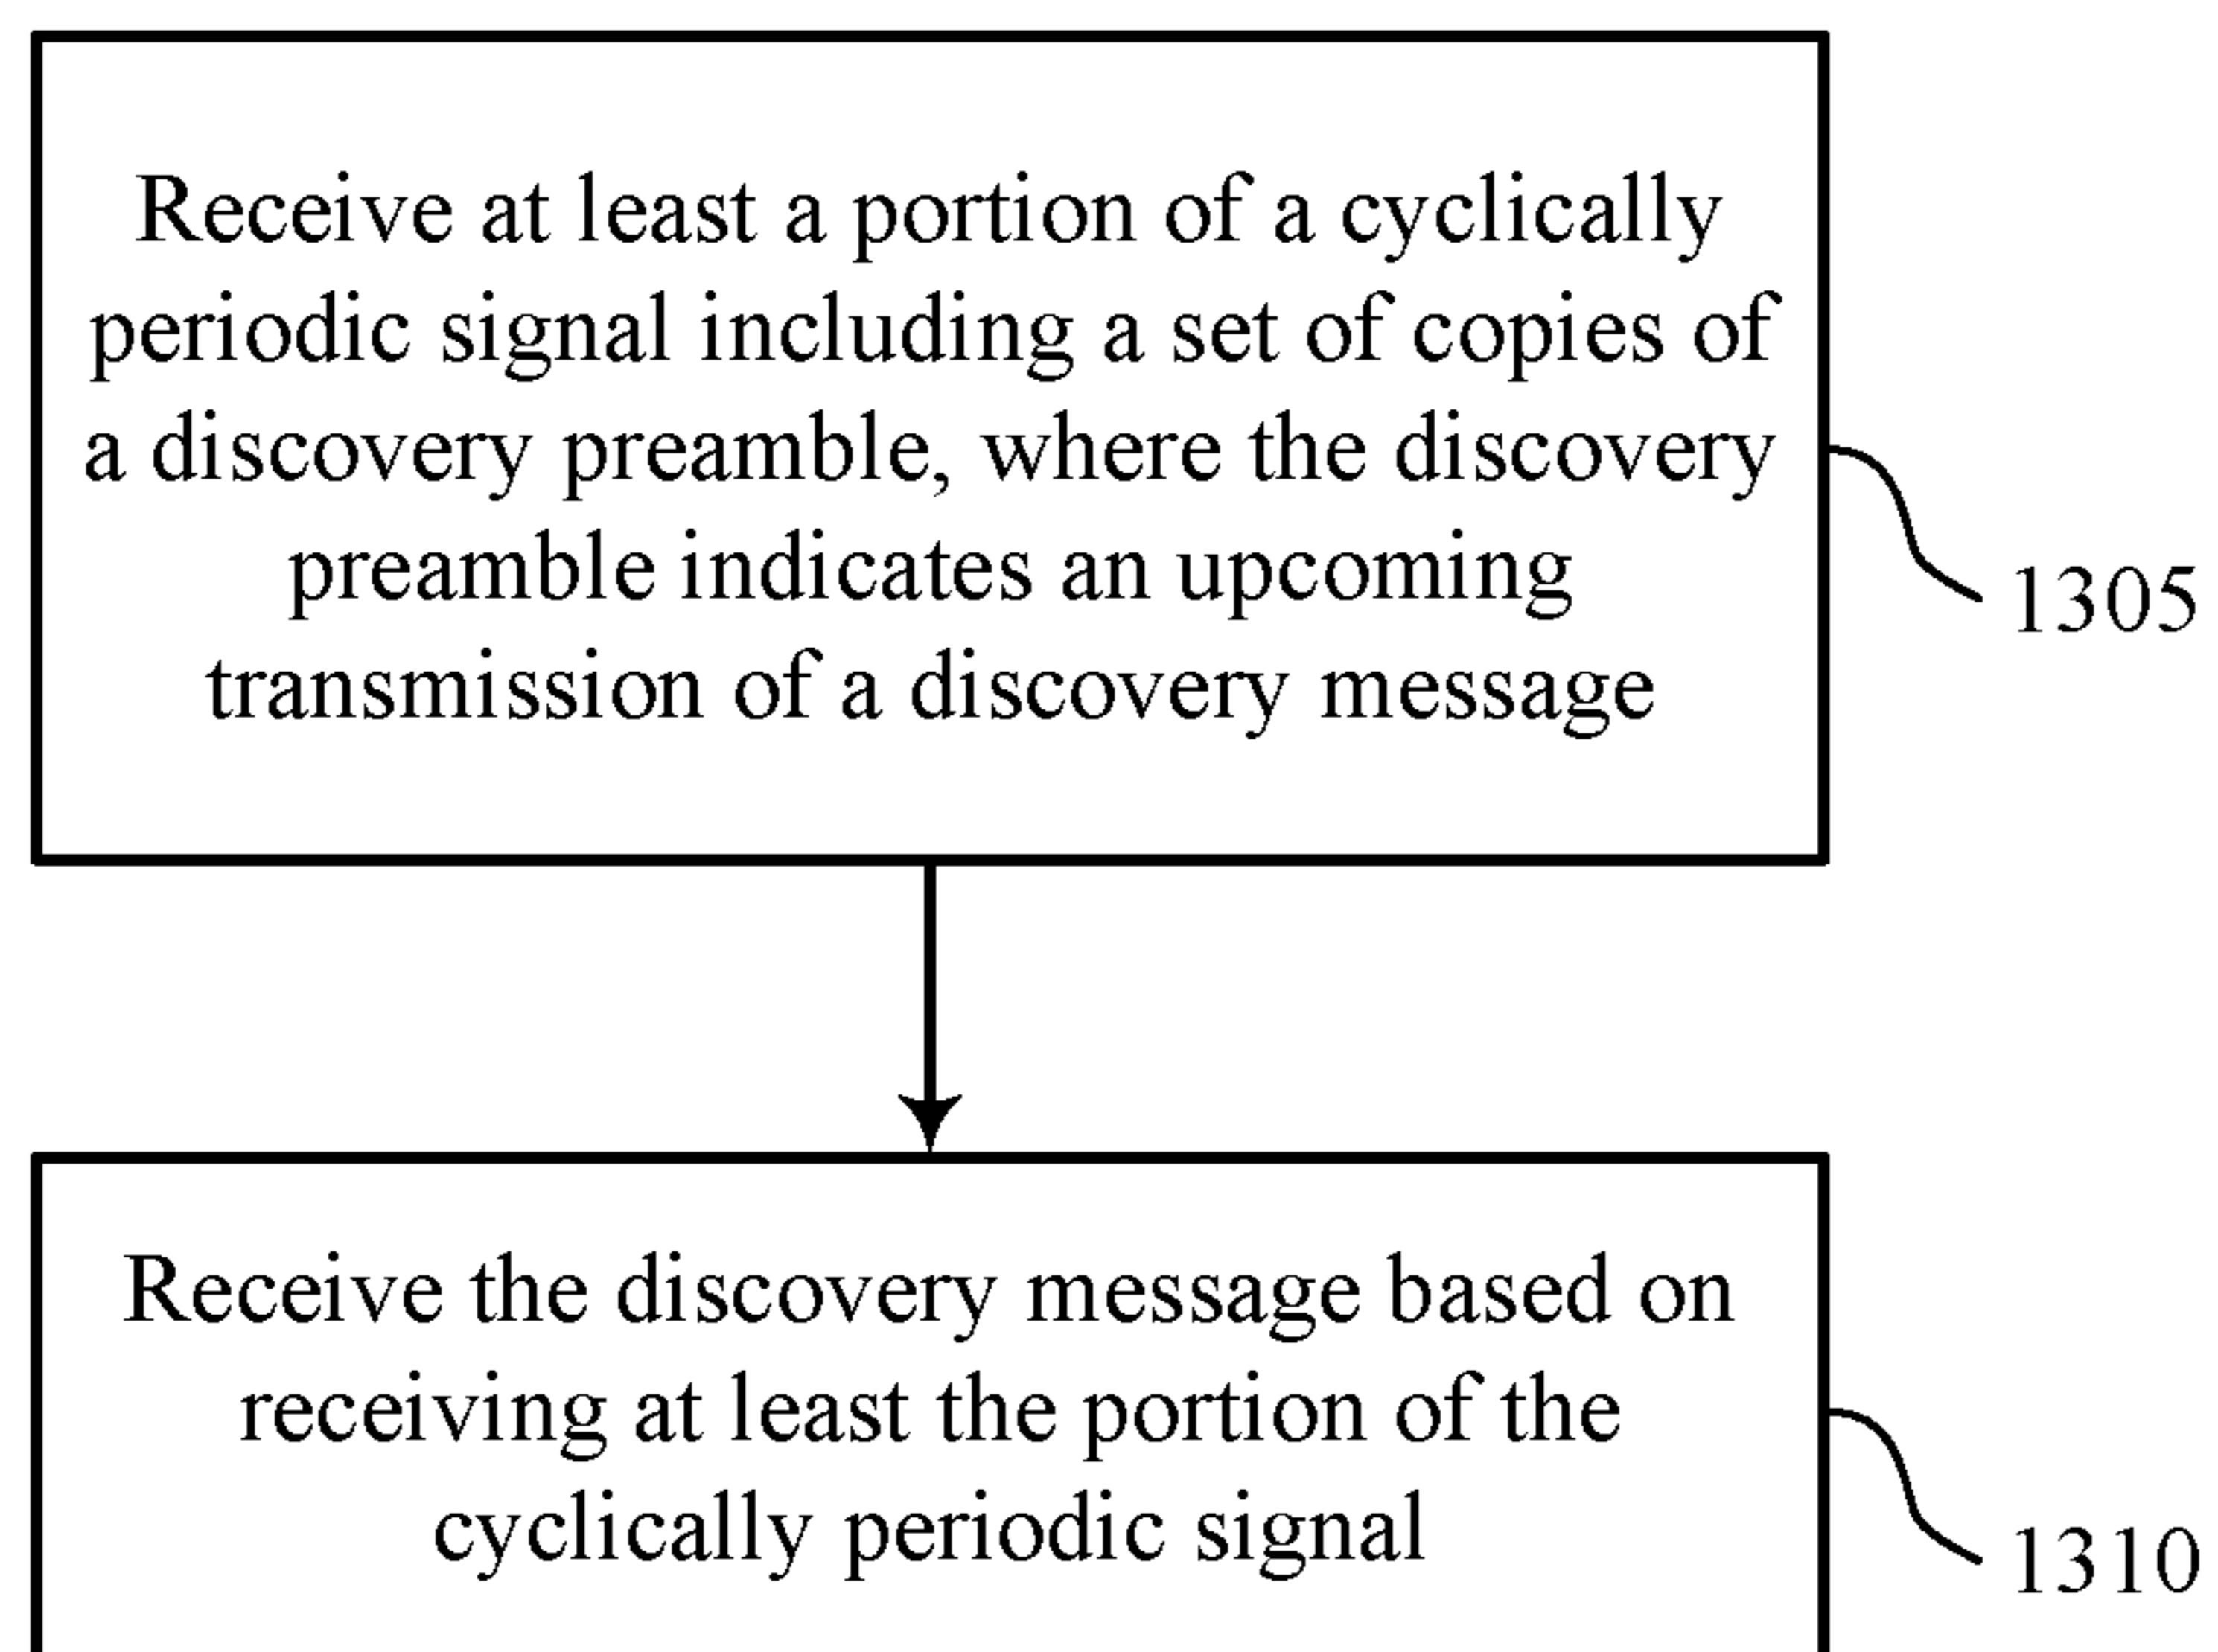 Receive at least a portion of a cyclically
periodic signal including a set of copies of
a discovery preamble, where the discovery
preamble indicates an upcoming
transmission of a discovery message
1305
Receive the discovery message based on
receiving at least the portion of the
cyclically periodic signal
1310